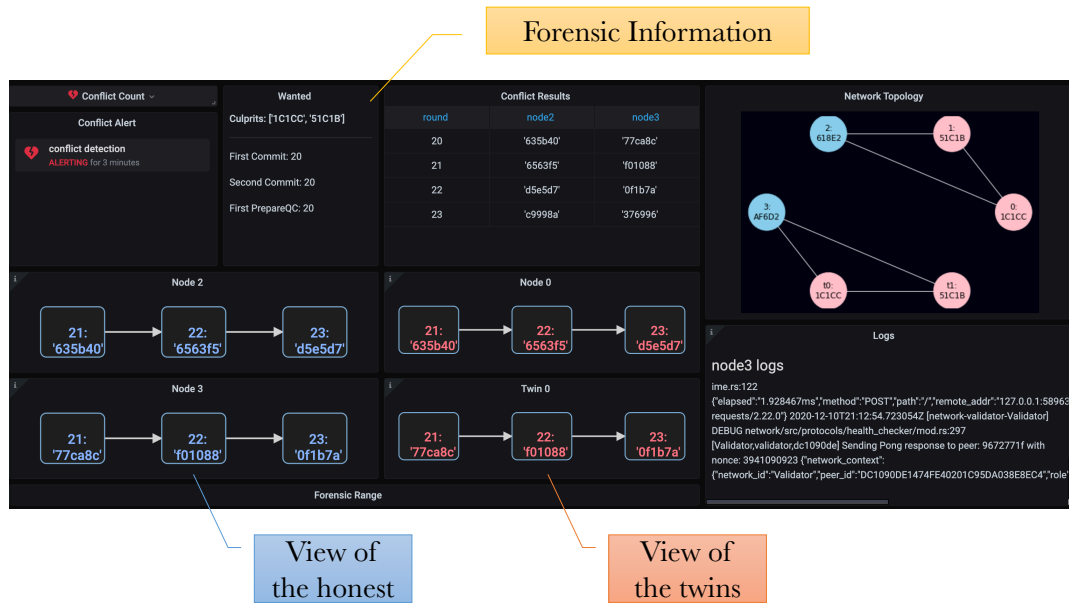 Forensic Information
Conflict Count
Conflict Alert
conflict detection
ALERTING for 3 minutes
Wanted
Culprits: ['1C1CC', '51C1B']
First Commit: 20
Second Commit: 20
First PrepareQC: 20
Conflict Results
round node2 node3
20 '635b40' '77ca8c'
21 '6563f5' 'f01088'
22 'd5e5d7' '0f1b7a'
23 'c9998a' '376996'
Network Topology
2:
618E2
1:
51C1B
0:
1C1CC
3:
AF6D2
t0:
1C1CC
t1:
51C1B
Node 2
21:
'635b40'
22:
'6563f5'
23:
'd5e5d7'
Node 0
21:
'635b40'
22:
'6563f5'
23:
'd5e5d7'
Node 3
21:
'77ca8c'
22:
'f01088'
23:
'0f1b7a'
Twin 0
21:
'77ca8c'
22:
'f01088'
23:
'0f1b7a'
Forensic Range
Logs
node3 logs
ime.rs:122
{"elapsed":"1.928467ms","method":"POST","path":"/","remote_addr":"127.0.0.1:58963
requests/2.22.0"} 2020-12-10T21:12:54.723054Z [network-validator-Validator]
DEBUG network/src/protocols/health_checker/mod.rs:297
[Validator,validator,dc1090de] Sending Pong response to peer: 9672771f with
nonce: 3941090923 {"network_context":
{"network_id":"Validator","peer_id":"DC1090DE1474FE40201C95DA038E8EC4","role"
View of
the honest
View of
the twins